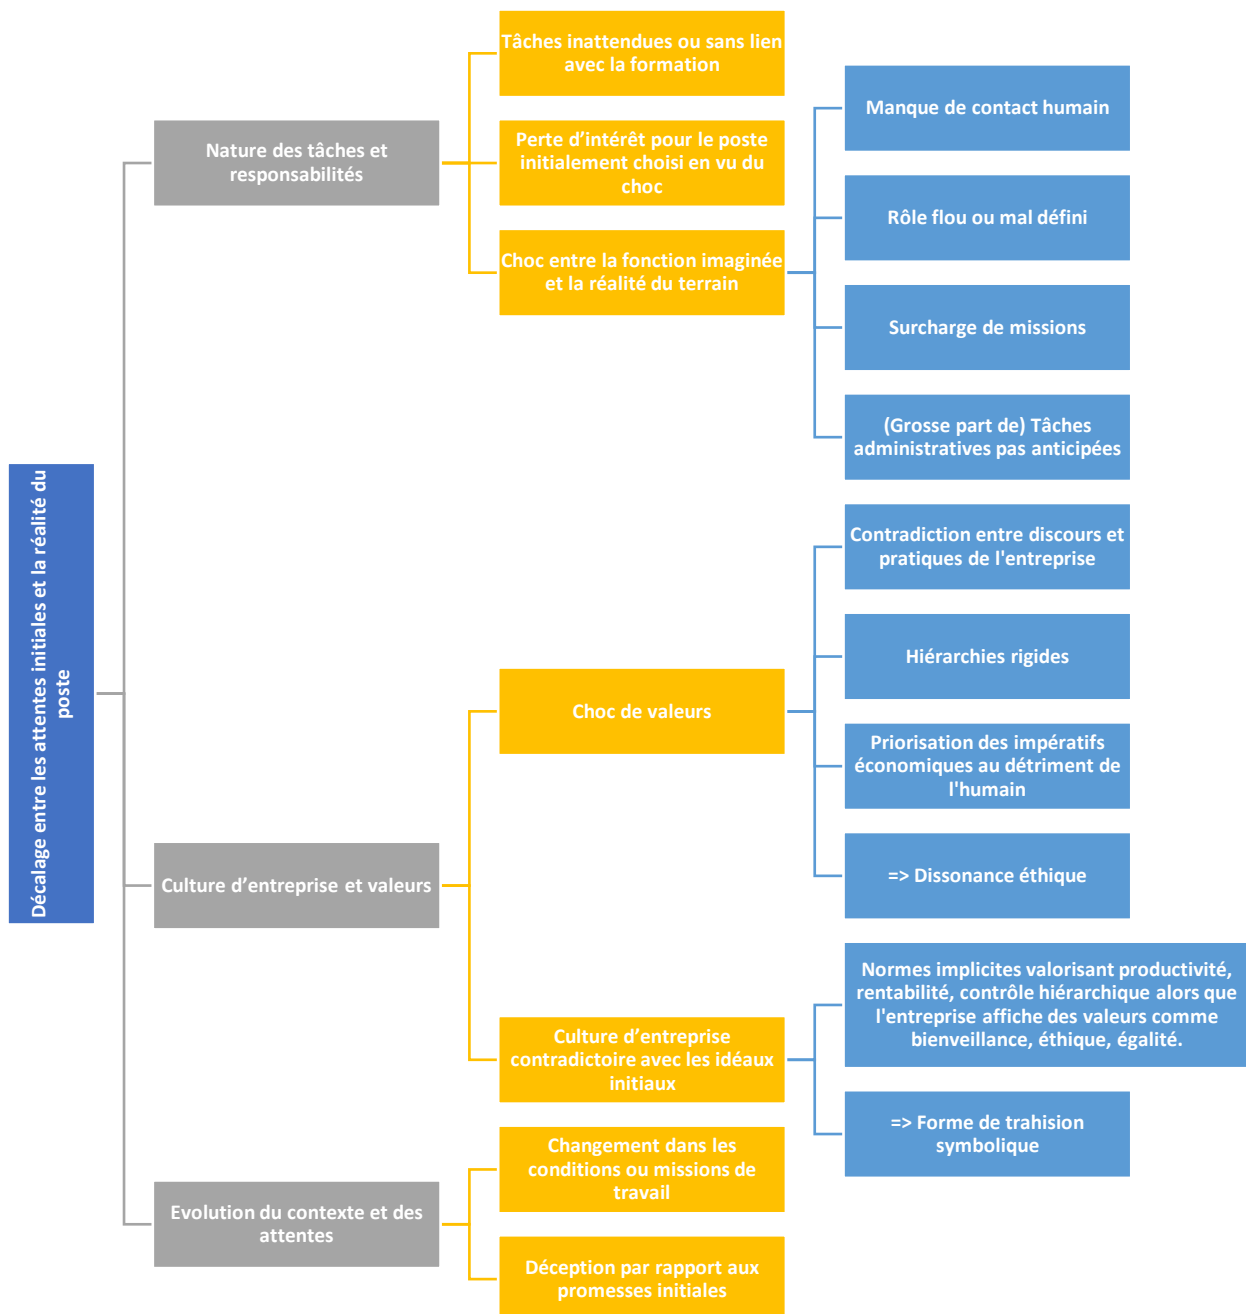 Décalage entre les attentes initiales et la réalité du
poste
Nature des tâches et
responsabilités
Tâches inattendues ou sans lien
avec la formation
Perte d’intérêt pour le poste
initialement choisi en vu du
choc
Choc entre la fonction imaginée
et la réalité du terrain
Manque de contact humain
Rôle flou ou mal défini
Surcharge de missions
(Grosse part de) Tâches
administratives pas anticipées
Culture d’entreprise et valeurs
Choc de valeurs
Contradiction entre discours et
pratiques de l'entreprise
Hiérarchies rigides
Priorisation des impératifs
économiques au détriment de
l'humain
=> Dissonance éthique
Culture d’entreprise
contradictoire avec les idéaux
initiaux
Normes implicites valorisant productivité,
rentabilité, contrôle hiérarchique alors que
l'entreprise affiche des valeurs comme
bienveillance, éthique, égalité.
=> Forme de trahision
symbolique
Evolution du contexte et des
attentes
Changement dans les
conditions ou missions de
travail
Déception par rapport aux
promesses initiales